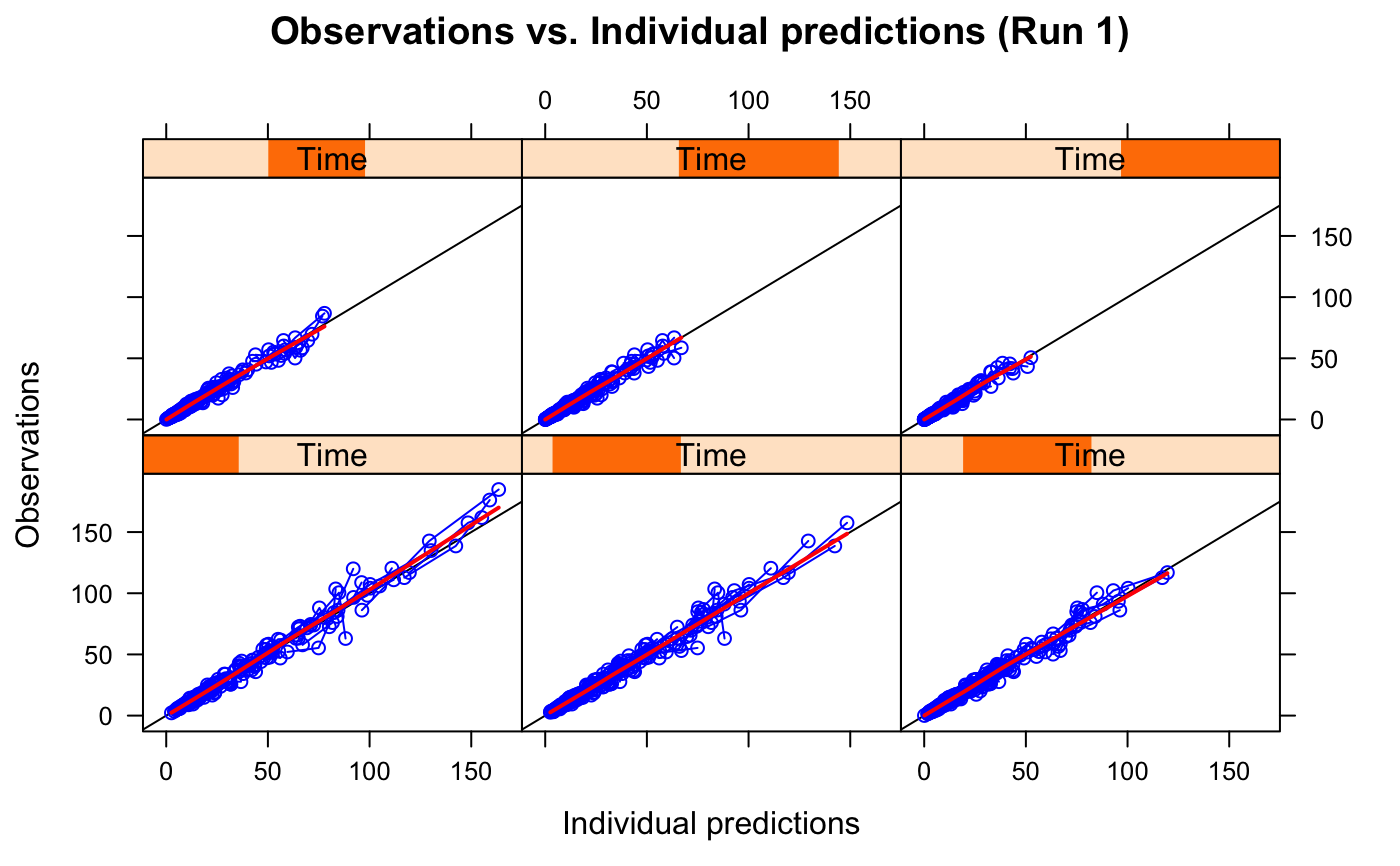 Observations vs. Individual predictions (Run 1)
0 50 100 150
Time Time Time
150
100
50
0
Observations
Time Time Time
150
100
50
0
0 50 100 150 0 50 100 150
Individual predictions